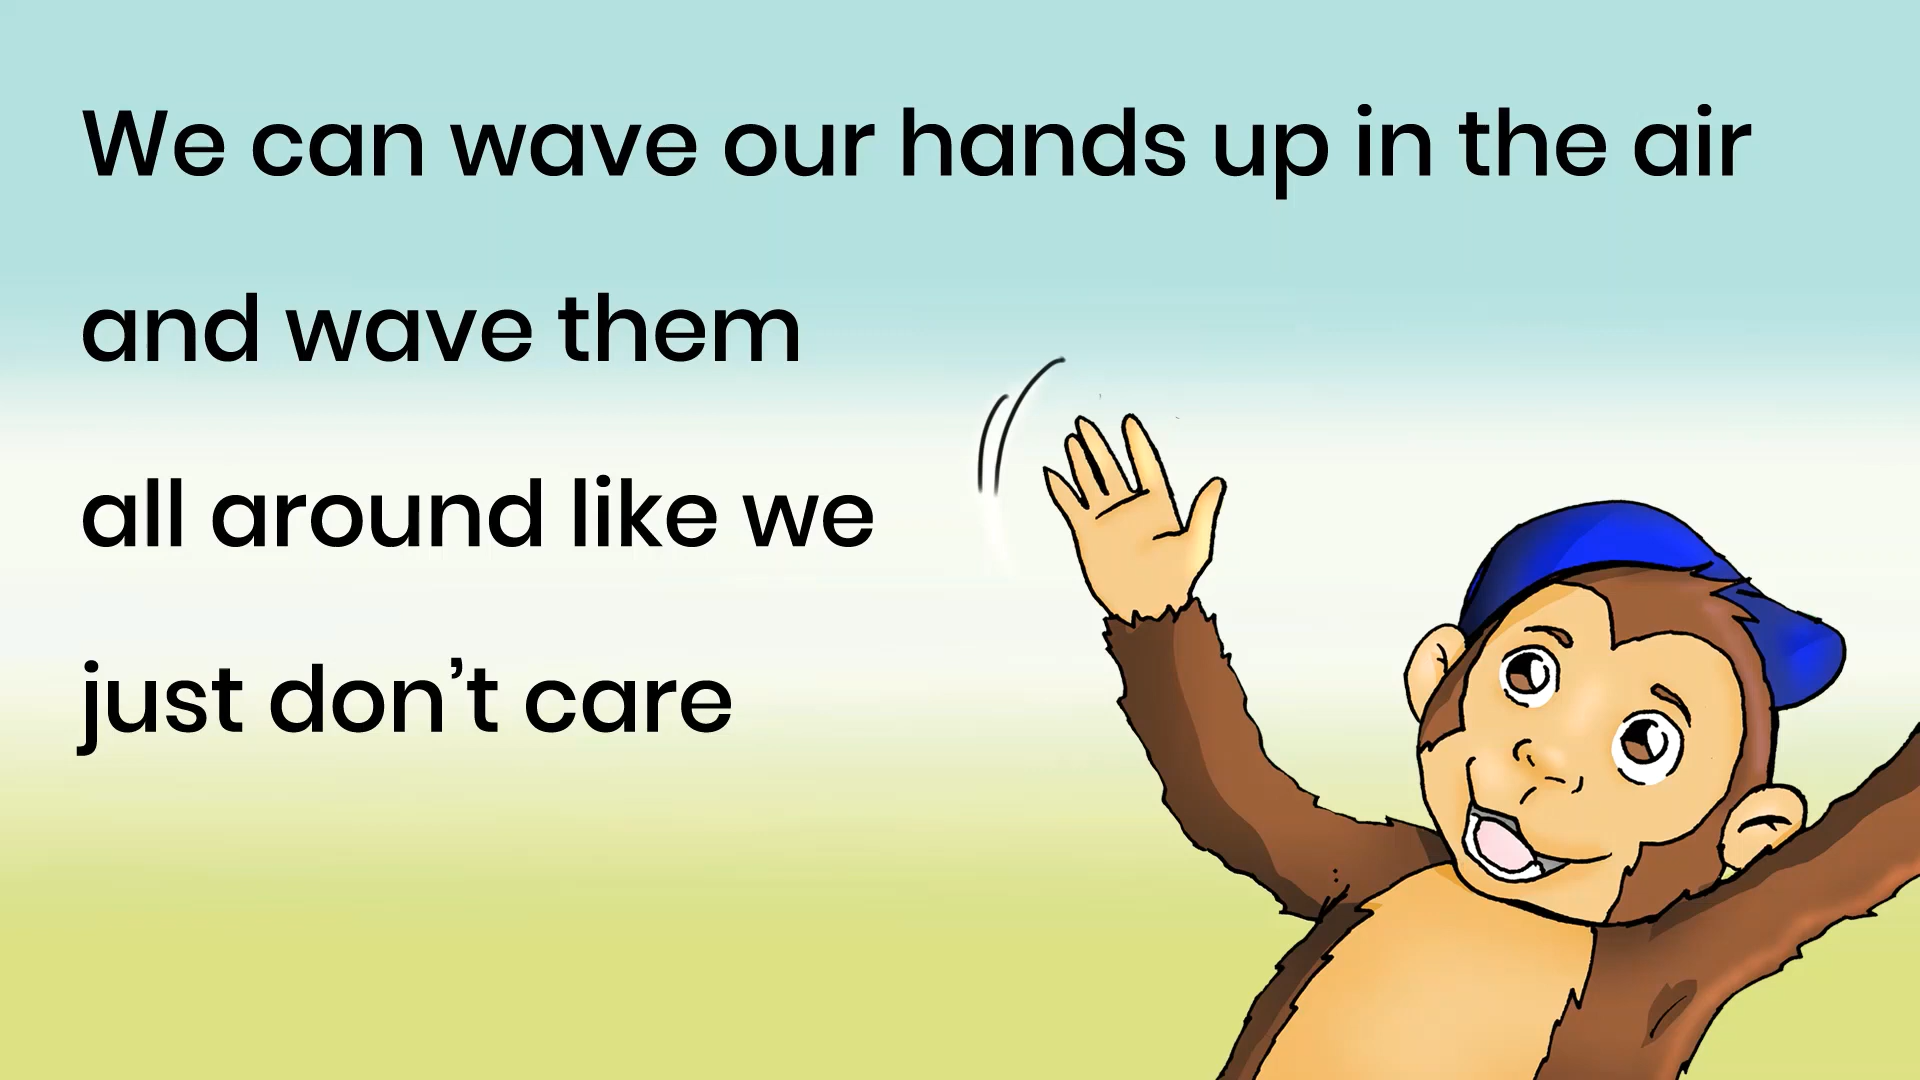 We can wave our hands up in the air
and wave them
all around like we
just don’t care